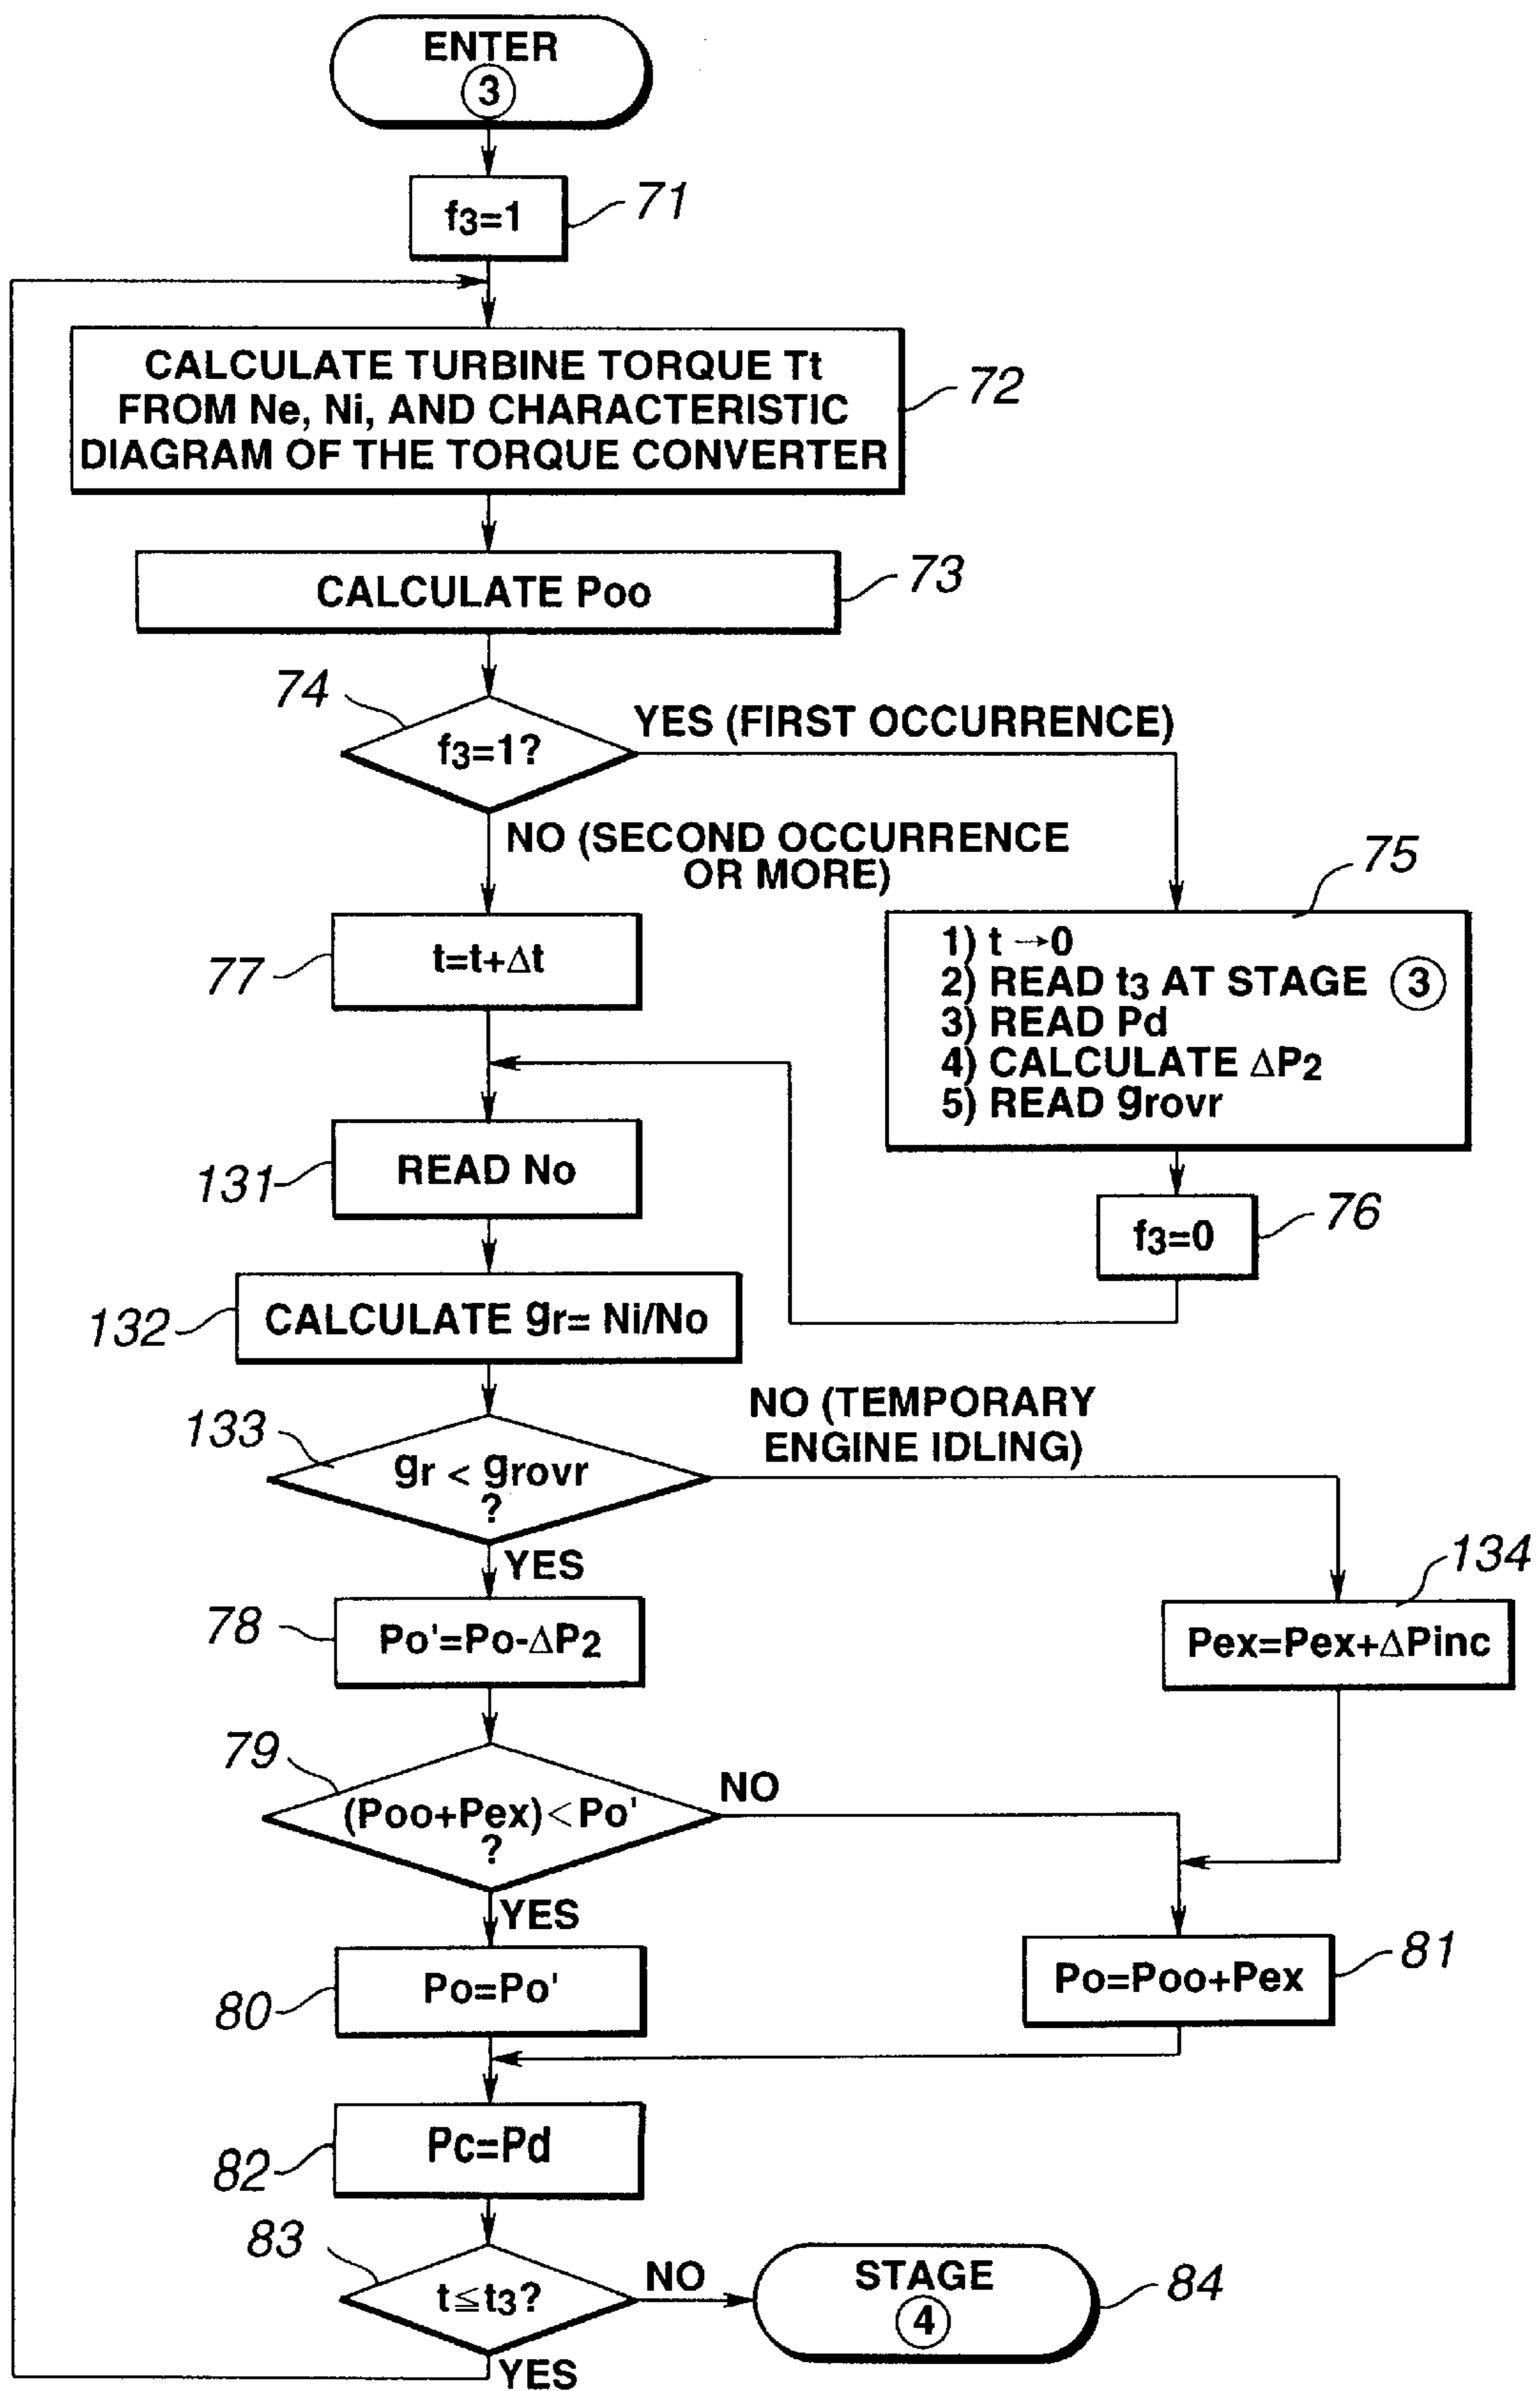 ENTER
3
f3=1
71
CALCULATE TURBINE TORQUE Tt
FROM Ne, Ni, AND CHARACTERISTIC
DIAGRAM OF THE TORQUE CONVERTER
72
CALCULATE Poo
73
74
f3=1?
YES (FIRST OCCURRENCE)
NO (SECOND OCCURRENCE
OR MORE)
75
1) t →0
2) READ t3 AT STAGE 3
3) READ Pd
4) CALCULATE ΔP2
5) READ grovr
77
t=t+Δt
131
READ No
76
f3=0
132
CALCULATE gr= Ni/No
133
gr < grovr
?
NO (TEMPORARY
ENGINE IDLING)
YES
134
Pex=Pex+ΔPinc
78
Po'=Po-ΔP2
79
(Poo+Pex)<Po'
?
NO
YES
80
Po=Po'
81
Po=Poo+Pex
82
Pc=Pd
83
t≦t3?
NO
STAGE
4
84
YES